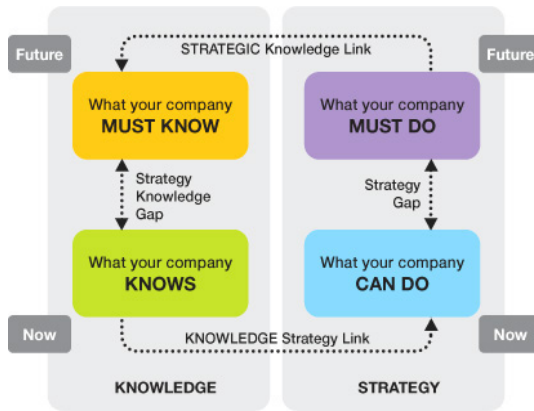 STRATEGIC Knowledge Link
Future
Future
What your company
MUST KNOW
What your company
MUST DO
Strategy
Knowledge
Gap
Strategy
Gap
What your company
KNOWS
What your company
CAN DO
Now
Now
KNOWLEDGE Strategy Link
KNOWLEDGE
STRATEGY